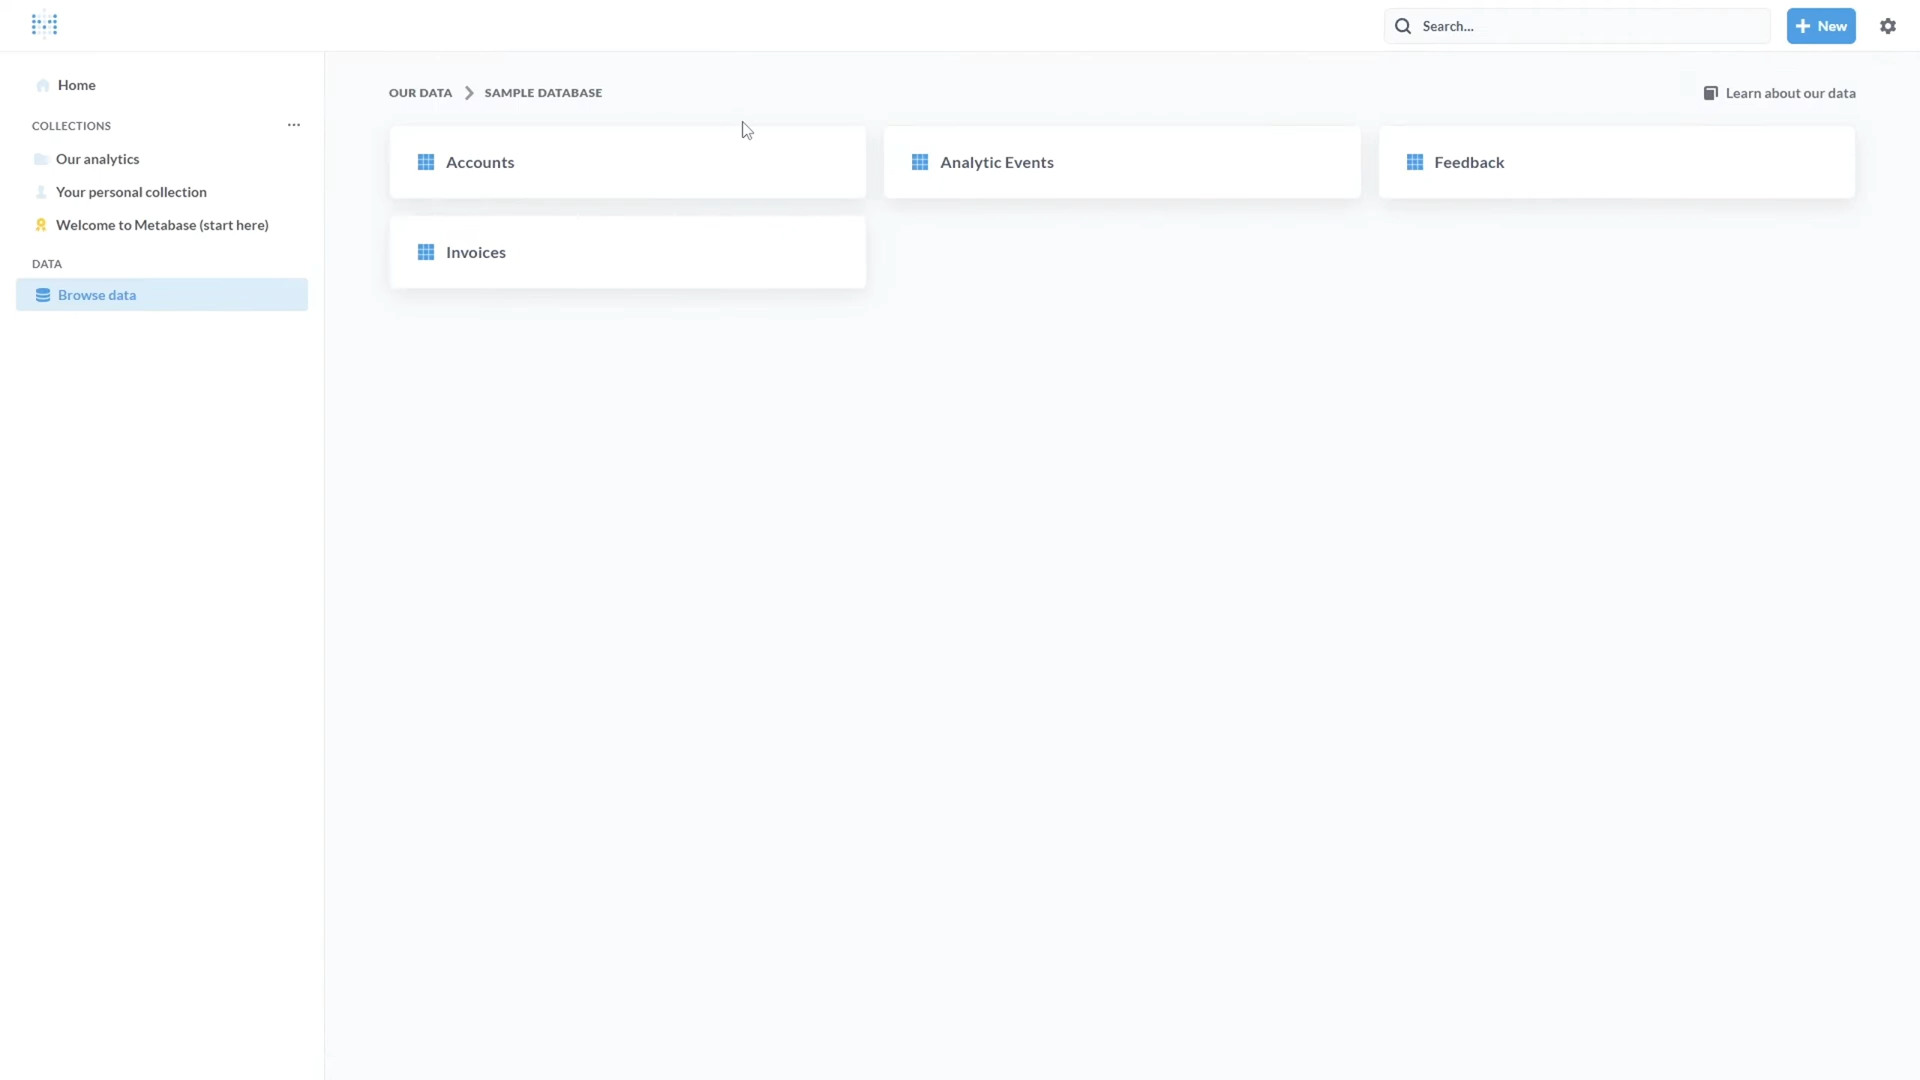 Search...
New
Home
OUR DATA
SAMPLE DATABASE
Learn about our data
COLLECTIONS
Our analytics
Your personal collection
Welcome to Metabase (start here)
DATA
Browse data
Accounts
Analytic Events
Feedback
Invoices